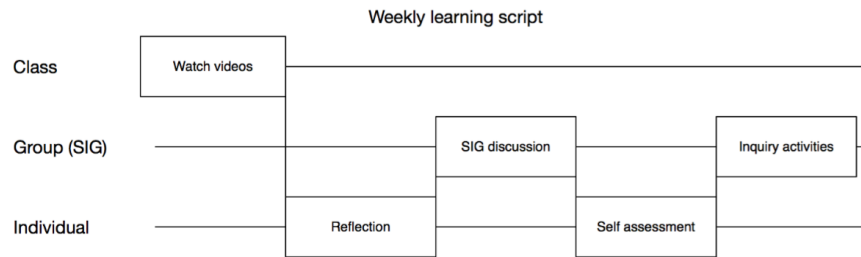 Weekly learning script
Class
Watch videos
Group (SIG)
SIG discussion
Inquiry activities
Individual
Reflection
Self assessment